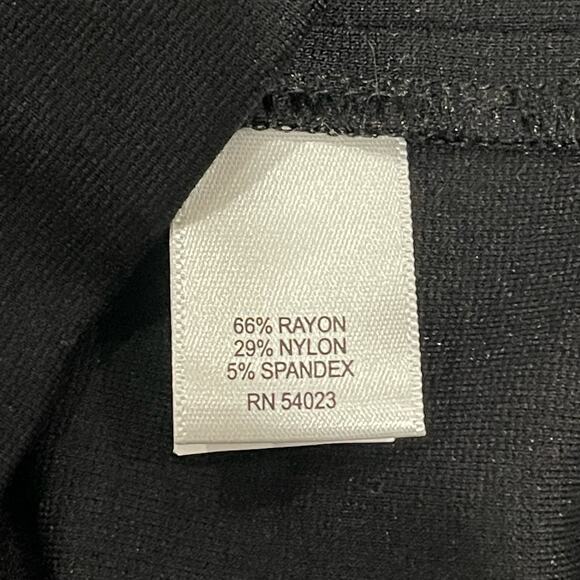 66% RAYON
29% NYLON
5% SPANDEX
RN 54023